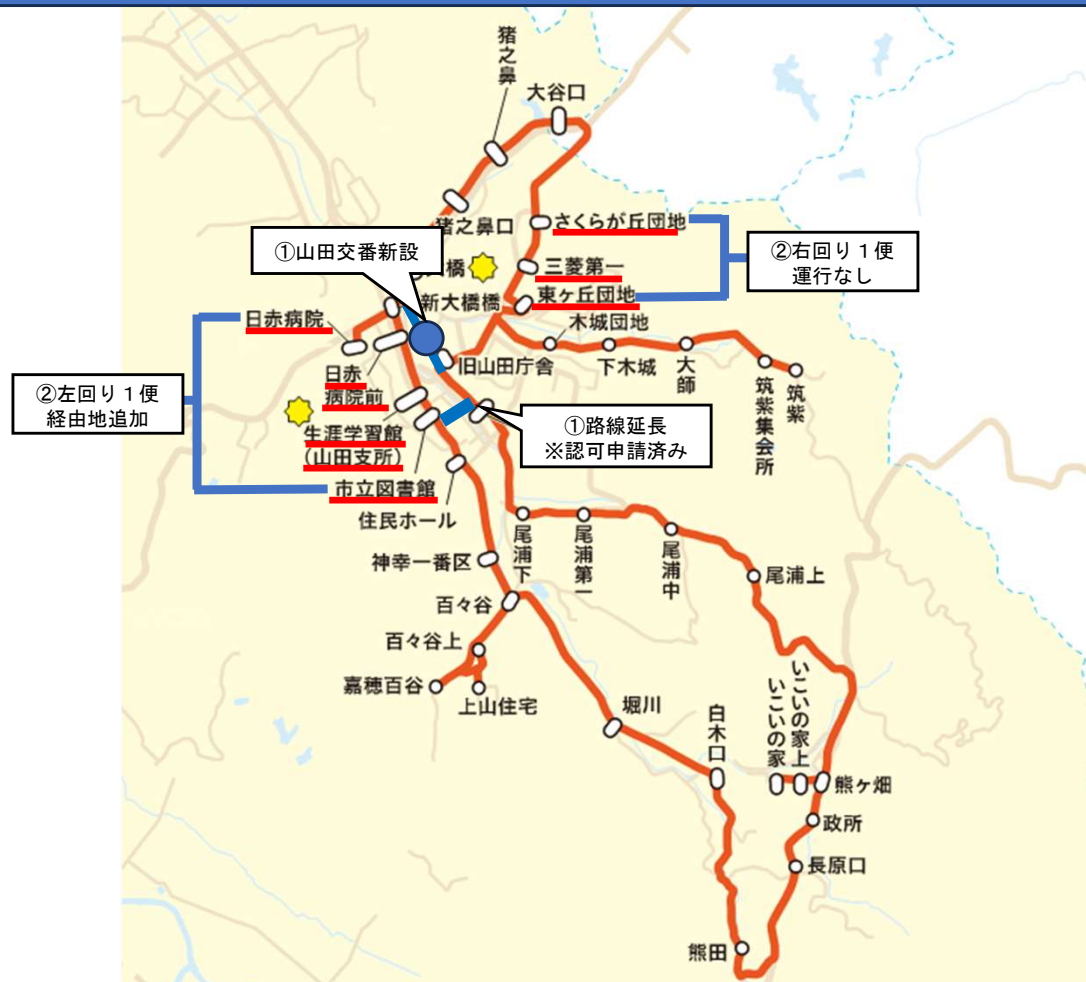 猪之鼻
大谷口
猪之鼻口
さくらが丘団地
①山田交番新設
②右回り１便
運行なし
橋
三菱第一
新大橋橋
東ヶ丘団地
日赤病院
木城団地
旧山田庁舎
下木城
大師
筑紫集会所
筑紫
日赤
病院前
②左回り１便
経由地追加
①路線延長
※認可申請済み
生涯学習館
(山田支所)
市立図書館
住民ホール
尾浦下
尾浦第一
尾浦中
尾浦上
神幸一番区
百々谷
百々谷上
嘉穂百谷
上山住宅
堀川
白木口
いこいの家
いこいの家上
熊ヶ畑
政所
長原口
熊田